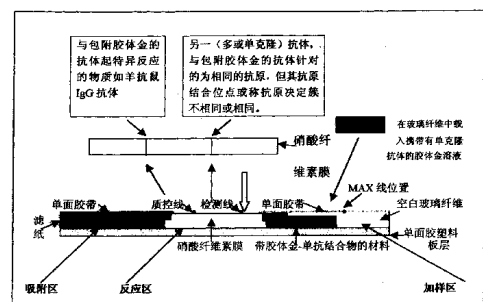 与包附胶体金的
抗体起特异反
应的物质如羊抗鼠
IgG 抗体
另一（多或单克隆）抗体，
与包附胶体金的抗体针对
的为相同的抗原，但其抗原
结合位点或称抗原决定簇
不相同或相同。
硝酸纤
维素膜
在玻璃纤维中载
入携带有单克隆
抗体的胶体金溶液
MAX 线位置
单面胶带
质控线
检测线
单面胶带
空白玻璃纤维
滤
纸
硝酸纤维素膜
带胶体金-单抗结合物的材料
单面胶塑料
板层
吸附区
反应区
加样区